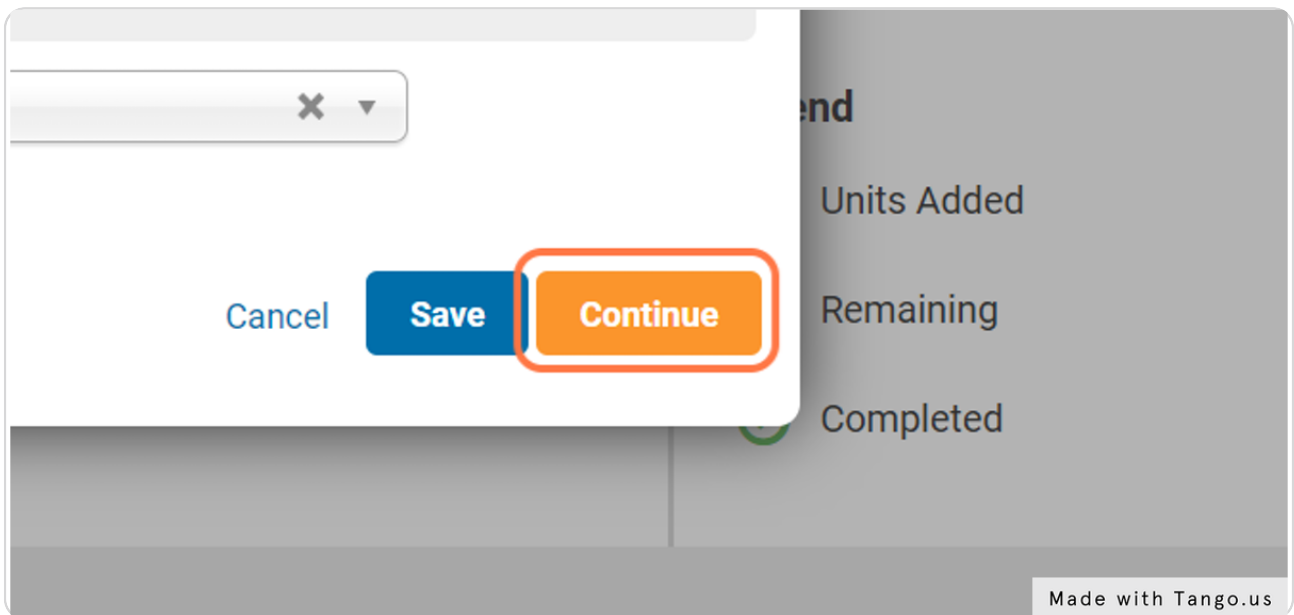 end
Units Added
Remaining
Completed
Cancel
Save
Continue
Made with Tango.us